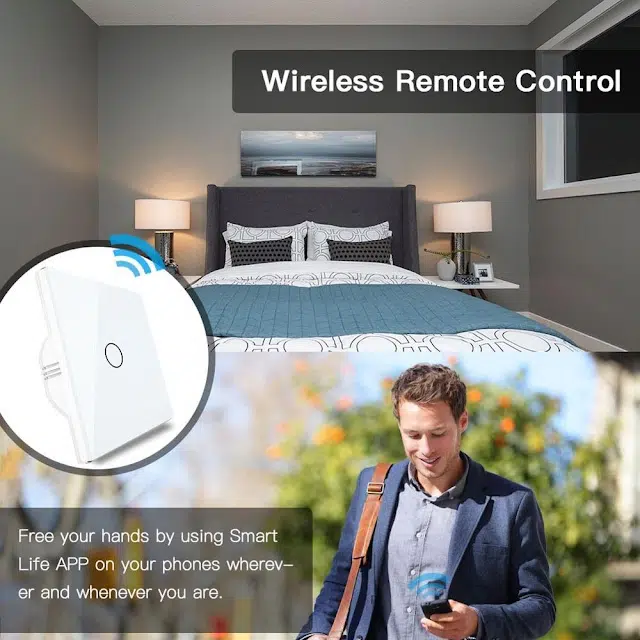 Wireless Remote Control
Free your hands by using Smart
Life APP on your phones wherev-
er and whenever you are.